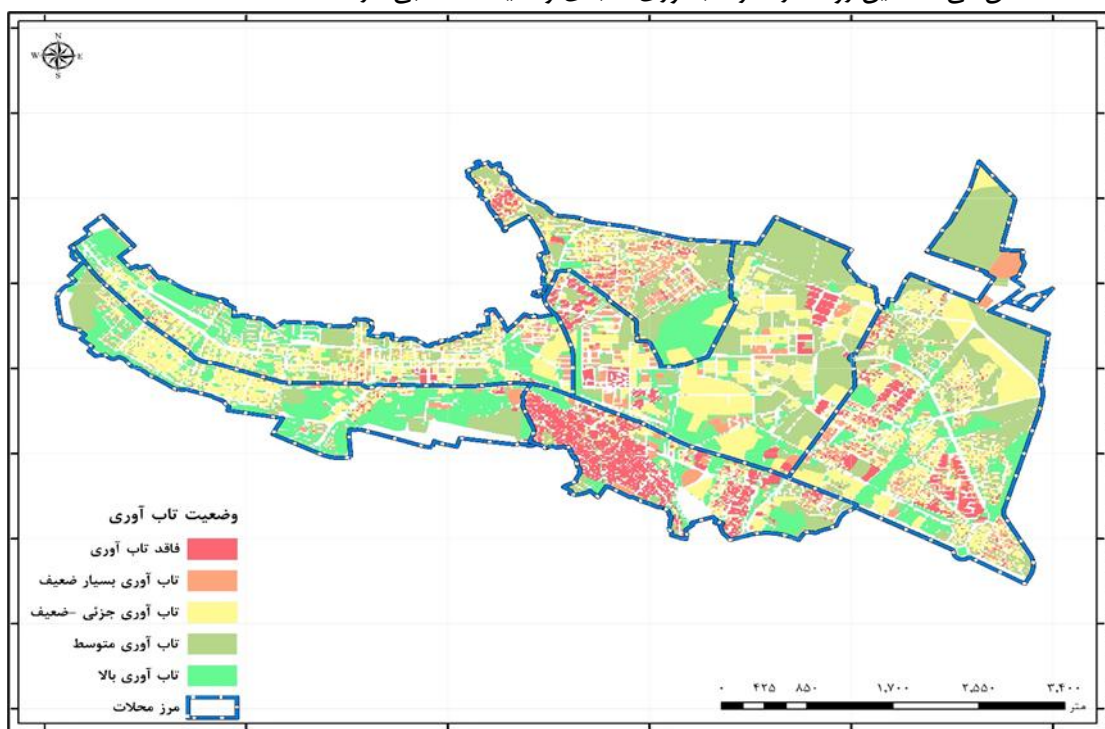 N
W E
S
وضعیت تاب آوری
فاقد تاب آوری
تاب آوری بسیار ضعیف
تاب آوری جزئی -ضعیف
تاب آوری متوسط
تاب آوری بالا
مرز محلات
۰ ۴۲۵ ۸۵۰ ۱,۷۰۰ ۲,۵۵۰ ۳,۴۰۰
متر